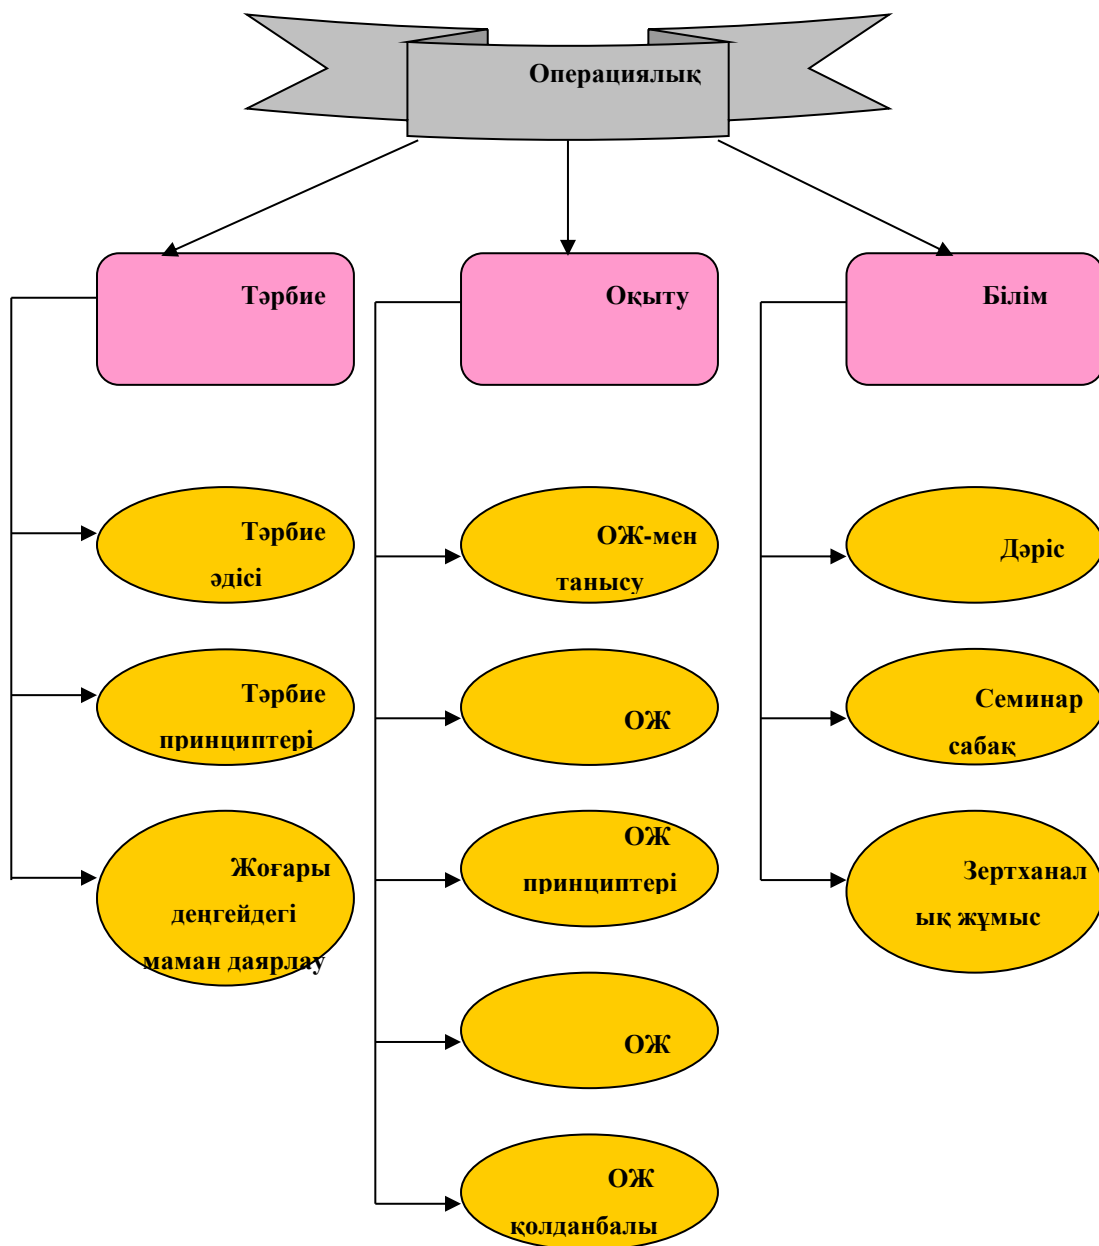 Операциялық
Тәрбие
Оқыту
Білім
Тәрбие
әдісі
Тәрбие
принциптері
Жоғары
деңгейдегі
маман даярлау
ОЖ-мен
танысу
ОЖ
ОЖ
принциптері
ОЖ
ОЖ
қолданбалы
Дәріс
Семинар
сабақ
Зертханал
ық жұмыс